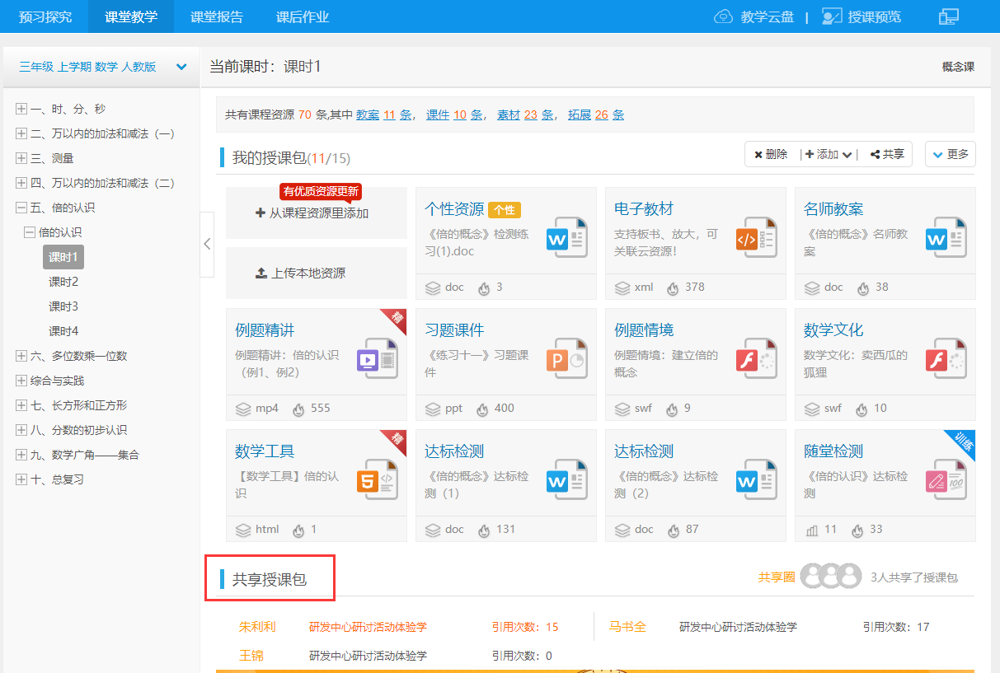 预习探究 课堂教学 课堂报告 课后作业 教学云盘 | 授课预览
三年级 上学期 数学 人教版
当前课时：课时1 概念课
一、时、分、秒
二、万以内的加法和减法（一）
三、测量
四、万以内的加法和减法（二）
五、倍的认识
倍的认识
课时1
课时2
课时3
课时4
六、多位数乘一位数
综合与实践
七、长方形和正方形
八、分数的初步认识
九、数学广角——集合
十、总复习
共有课程资源 70 条,其中 教案 11 条， 课件 10 条， 素材 23 条， 拓展 26 条
我的授课包(11/15) 删除 | 添加 | 共享 更多
有优质资源更新
从课程资源里添加
上传本地资源
个性资源 个性
《倍的概念》检测练
习(1).doc
doc 3
电子教材
支持板书、放大，可
关联云资源！
xml 378
名师教案
《倍的概念》名师教
案
doc 38
例题精讲 精
例题精讲：倍的认识
（例1、例2）
mp4 555
习题课件
《练习十一》习题课
件
ppt 400
例题情境
例题情境：建立倍的
概念
swf 9
数学文化
数学文化：卖西瓜的
狐狸
swf 10
数学工具 精
【数学工具】倍的认
识
html 1
达标检测
《倍的概念》达标检
测（1）
doc 131
达标检测
《倍的概念》达标检
测（2）
doc 87
随堂检测 训练
《倍的认识》达标检
测
11 33
共享授课包 共享圈 3人共享了授课包
朱利利 研发中心研讨活动体验学 引用次数：15 马书全 研发中心研讨活动体验学 引用次数：17
王锦 研发中心研讨活动体验学 引用次数：0